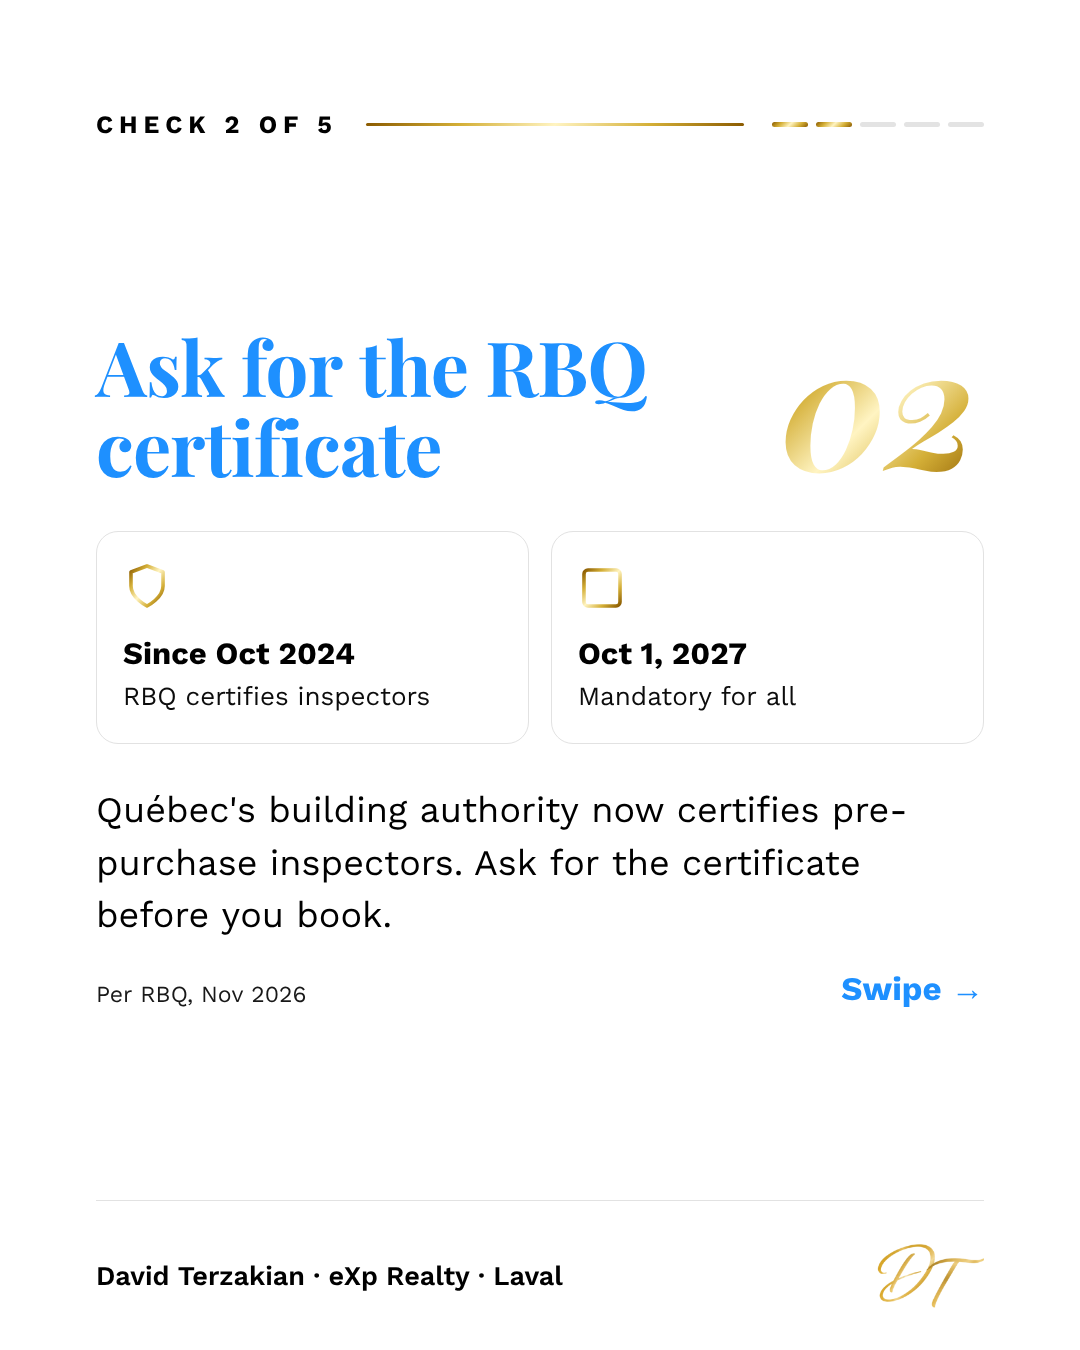 CHECK 2 OF 5
Ask for the RBQ
certificate
02
Since Oct 2024
RBQ certifies inspectors
Oct 1, 2027
Mandatory for all
Québec's building authority now certifies pre-
purchase inspectors. Ask for the certificate
before you book.
Per RBQ, Nov 2026
Swipe →
David Terzakian · eXp Realty · Laval
DT